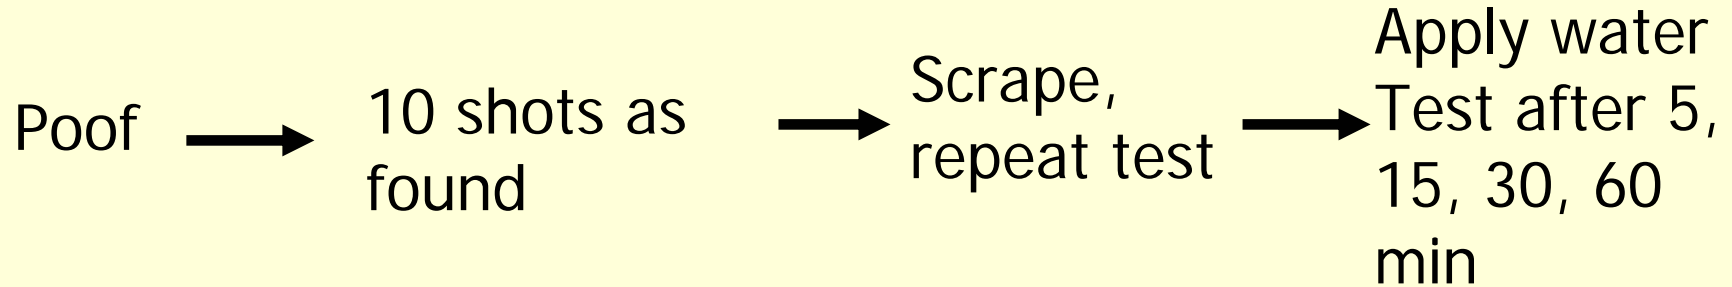 Poof
10 shots as
found
Scrape,
repeat test
Apply water
Test after 5,
15, 30, 60
min